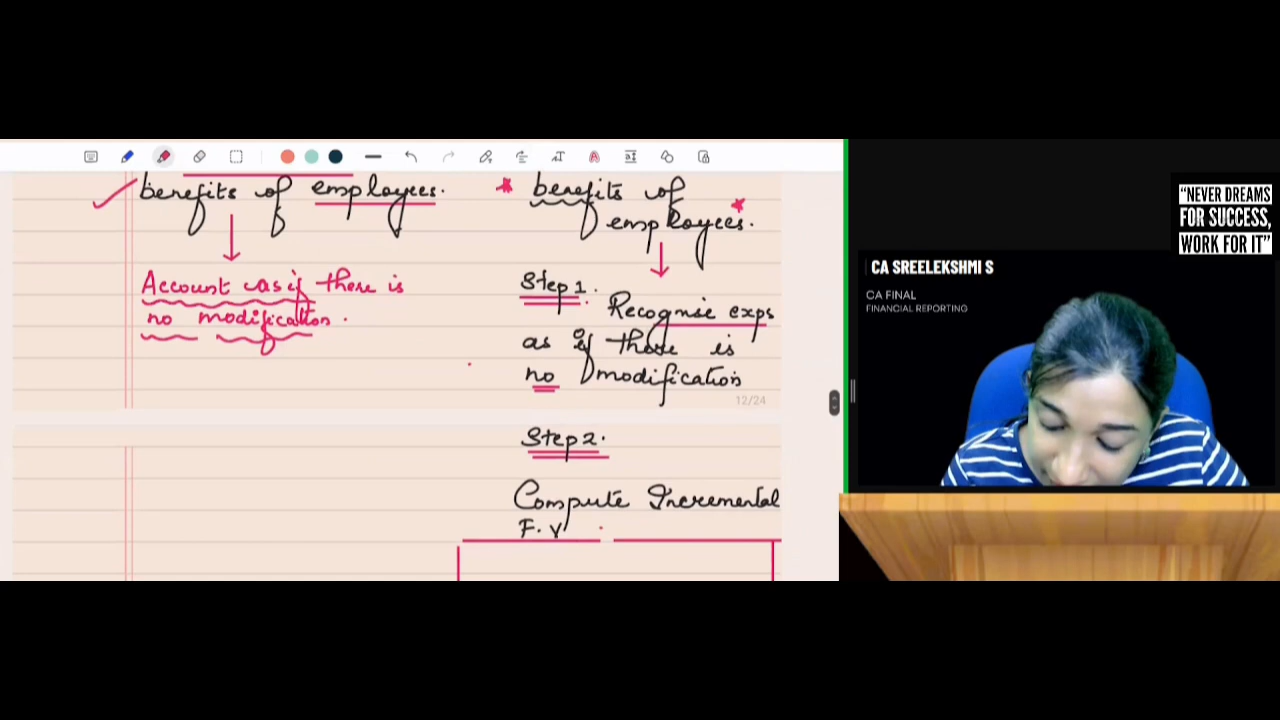 benefits of employees.
Account as if there is
no modification.
benefits of
employees.
Step 1.
Recognise exps
as if there is
no modification
12/24
Step 2.
Compute Incremental
F.V
"NEVER DREAMS
FOR SUCCESS,
WORK FOR IT"
CA SREELEKSHMI S
CA FINAL
FINANCIAL REPORTING